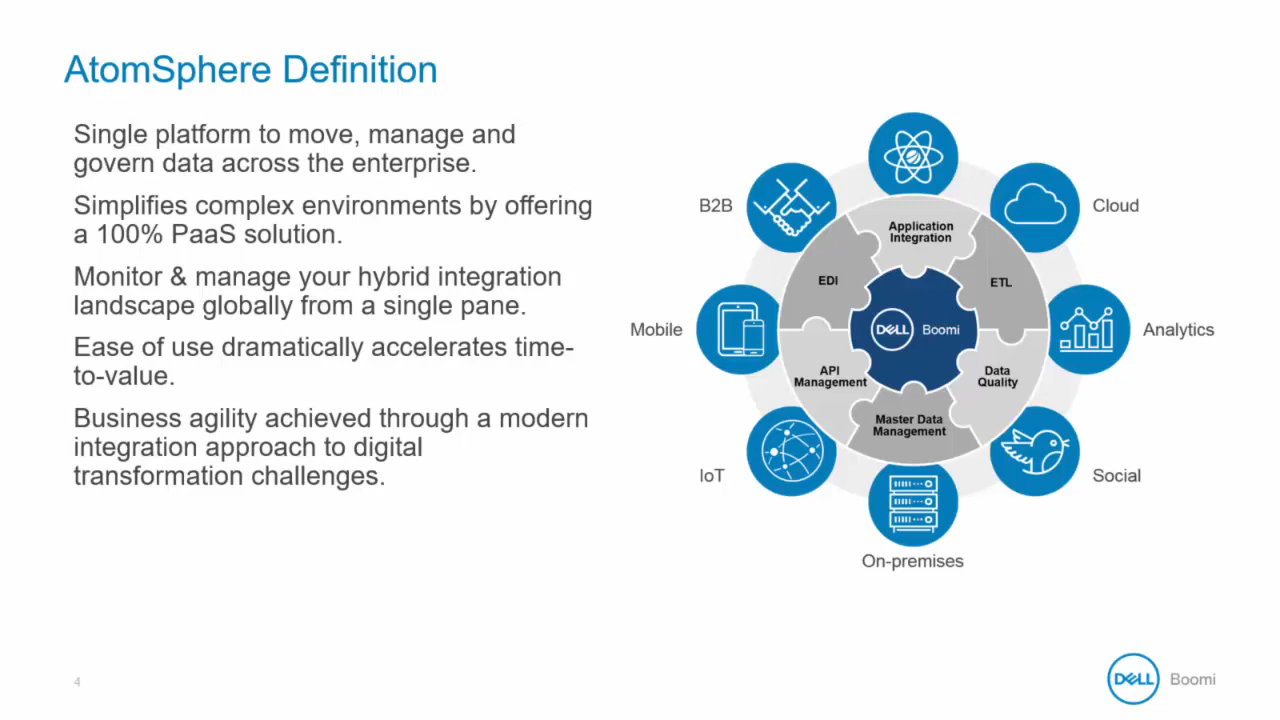 AtomSphere Definition
Single platform to move, manage and
govern data across the enterprise.
Simplifies complex environments by offering
a 100% PaaS solution.
Monitor & manage your hybrid integration
landscape globally from a single pane.
Ease of use dramatically accelerates time-
to-value.
Business agility achieved through a modern
integration approach to digital
transformation challenges.
B2B
Cloud
Application
Integration
EDI
ETL
Mobile
DELL Boomi
Analytics
API
Management
Data
Quality
Master Data
Management
IoT
Social
On-premises
4
DELL Boomi